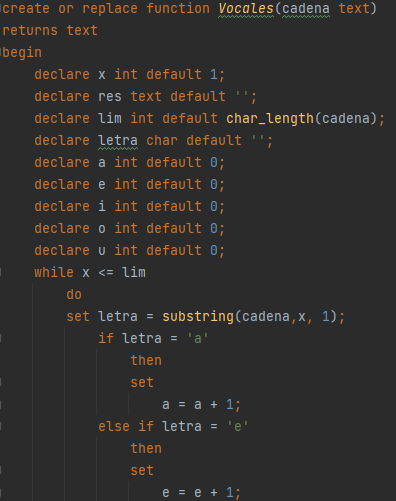 create or replace function Vocales(cadena text)
returns text
begin
    declare x int default 1;
    declare res text default '';
    declare lim int default char_length(cadena);
    declare letra char default '';
    declare a int default 0;
    declare e int default 0;
    declare i int default 0;
    declare o int default 0;
    declare u int default 0;
    while x <= lim
        do
        set letra = substring(cadena,x, 1);
            if letra = 'a'
                then
                set
                    a = a + 1;
            else if letra = 'e'
                then
                set
                    e = e + 1;